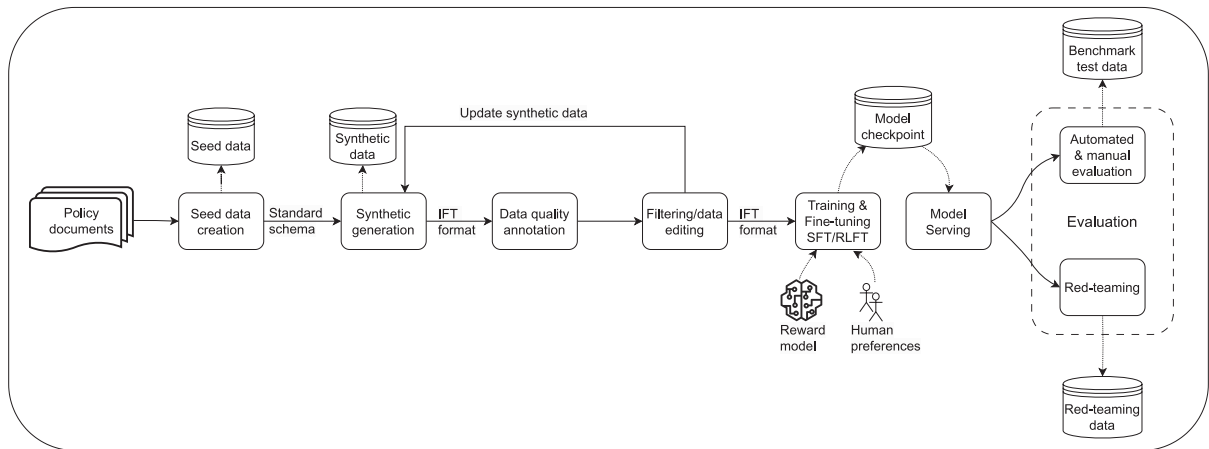 Policy
documents
Seed data
Seed data
creation
Standard
schema
Synthetic
data
Synthetic
generation
Update synthetic data
IFT
format
Data quality
annotation
Filtering/data
editing
IFT
format
Training &
Fine-tuning
SFT/RLFT
Reward
model
Human
preferences
Model
checkpoint
Model
Serving
Benchmark
test data
Automated
& manual
evaluation
Evaluation
Red-teaming
Red-teaming
data